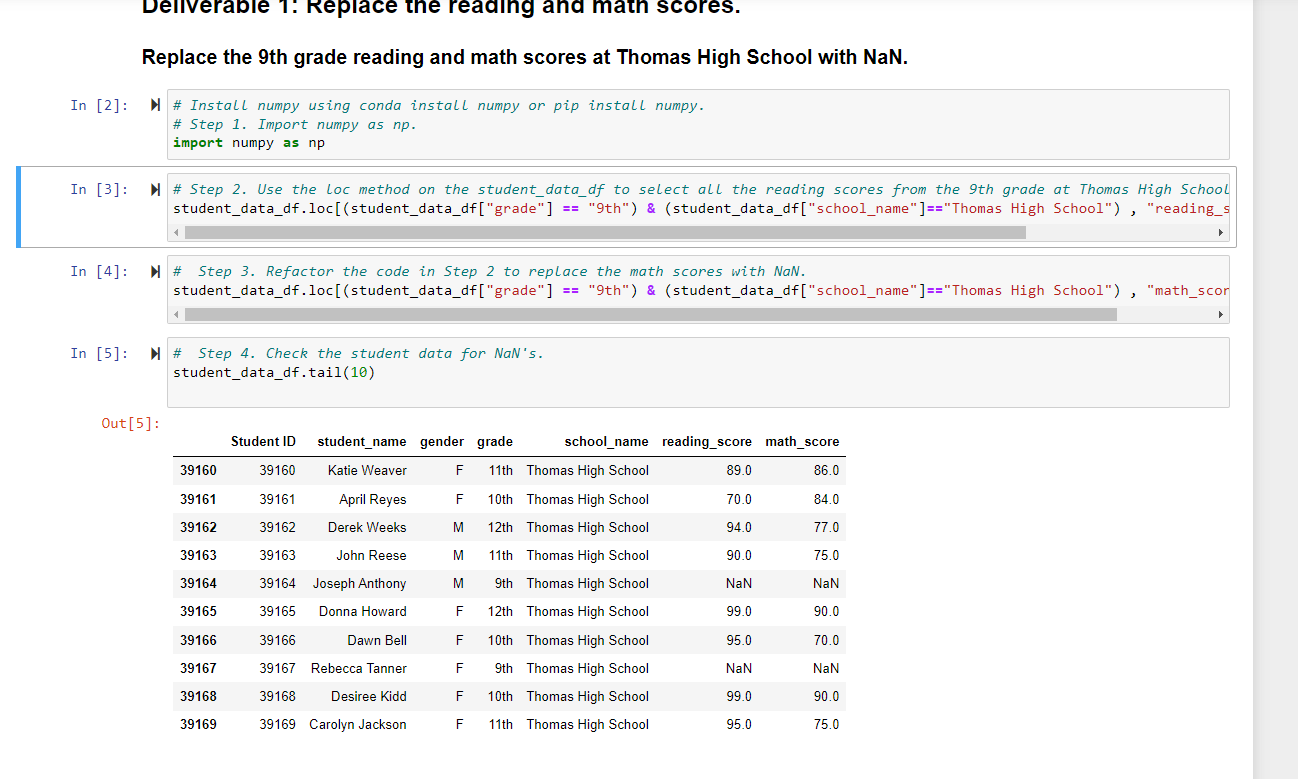 Deliverable 1: Replace the reading and math scores.
Replace the 9th grade reading and math scores at Thomas High School with NaN.
In [2]:
# Install numpy using conda install numpy or pip install numpy.
# Step 1. Import numpy as np.
import numpy as np
In [3]:
# Step 2. Use the loc method on the student_data_df to select all the reading scores from the 9th grade at Thomas High School
student_data_df.loc[(student_data_df["grade"] == "9th") & (student_data_df["school_name"]=="Thomas High School") , "reading_s
In [4]:
#  Step 3. Refactor the code in Step 2 to replace the math scores with NaN.
student_data_df.loc[(student_data_df["grade"] == "9th") & (student_data_df["school_name"]=="Thomas High School") , "math_scor
In [5]:
#  Step 4. Check the student data for NaN's.
student_data_df.tail(10)
Out[5]:
Student ID student_name gender grade school_name reading_score math_score
39160 39160 Katie Weaver F 11th Thomas High School 89.0 86.0
39161 39161 April Reyes F 10th Thomas High School 70.0 84.0
39162 39162 Derek Weeks M 12th Thomas High School 94.0 77.0
39163 39163 John Reese M 11th Thomas High School 90.0 75.0
39164 39164 Joseph Anthony M 9th Thomas High School NaN NaN
39165 39165 Donna Howard F 12th Thomas High School 99.0 90.0
39166 39166 Dawn Bell F 10th Thomas High School 95.0 70.0
39167 39167 Rebecca Tanner F 9th Thomas High School NaN NaN
39168 39168 Desiree Kidd F 10th Thomas High School 99.0 90.0
39169 39169 Carolyn Jackson F 11th Thomas High School 95.0 75.0